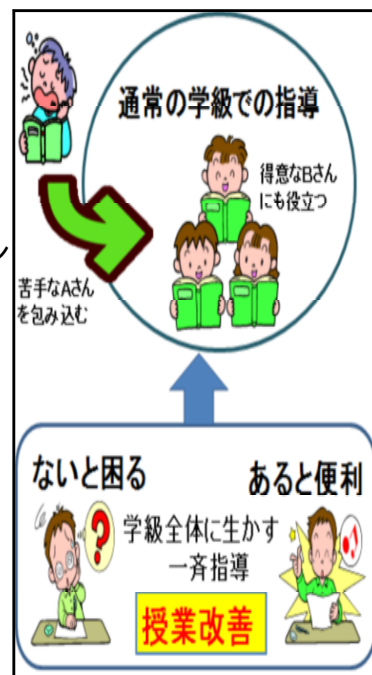 通常の学級での指導
得意なBさん
にも役立つ
苦手なAさん
を包み込む
ないと困る
あると便利
学級全体に生かす
一斉指導
授業改善